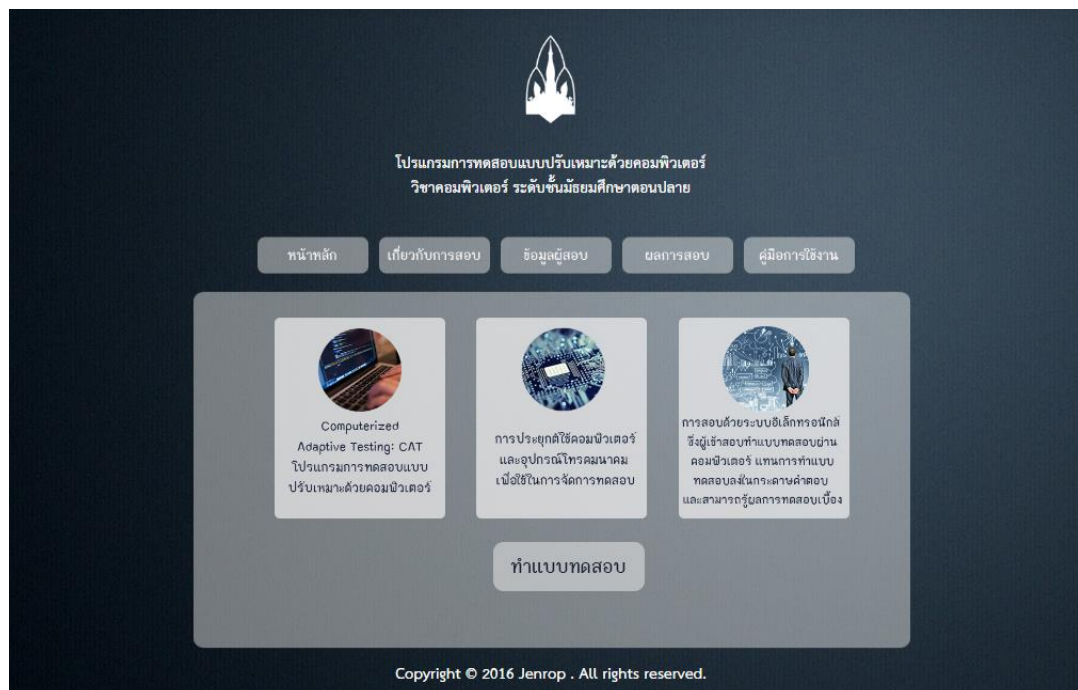 โปรแกรมการทดสอบแบบปรับเหมาะด้วยคอมพิวเตอร์
วิชาคอมพิวเตอร์ ระดับชั้นมัธยมศึกษาตอนปลาย
หน้าหลัก
เกี่ยวกับการสอบ
ข้อมูลผู้สอบ
ผลการสอบ
คู่มือการใช้งาน
Computerized
Adaptive Testing: CAT
โปรแกรมการทดสอบแบบ
ปรับเหมาะด้วยคอมพิวเตอร์
การประยุกต์ใช้คอมพิวเตอร์
และอุปกรณ์โทรคมนาคม
เพื่อใช้ในการจัดการทดสอบ
การสอบด้วยระบบอิเล็กทรอนิกส์
ซึ่งผู้เข้าสอบทำแบบทดสอบผ่าน
คอมพิวเตอร์ แทนการทำแบบ
ทดสอบลงในกระดาษคำตอบ
และสามารถรู้ผลการทดสอบเบื้อง
ทำแบบทดสอบ
Copyright © 2016 Jenrop . All rights reserved.